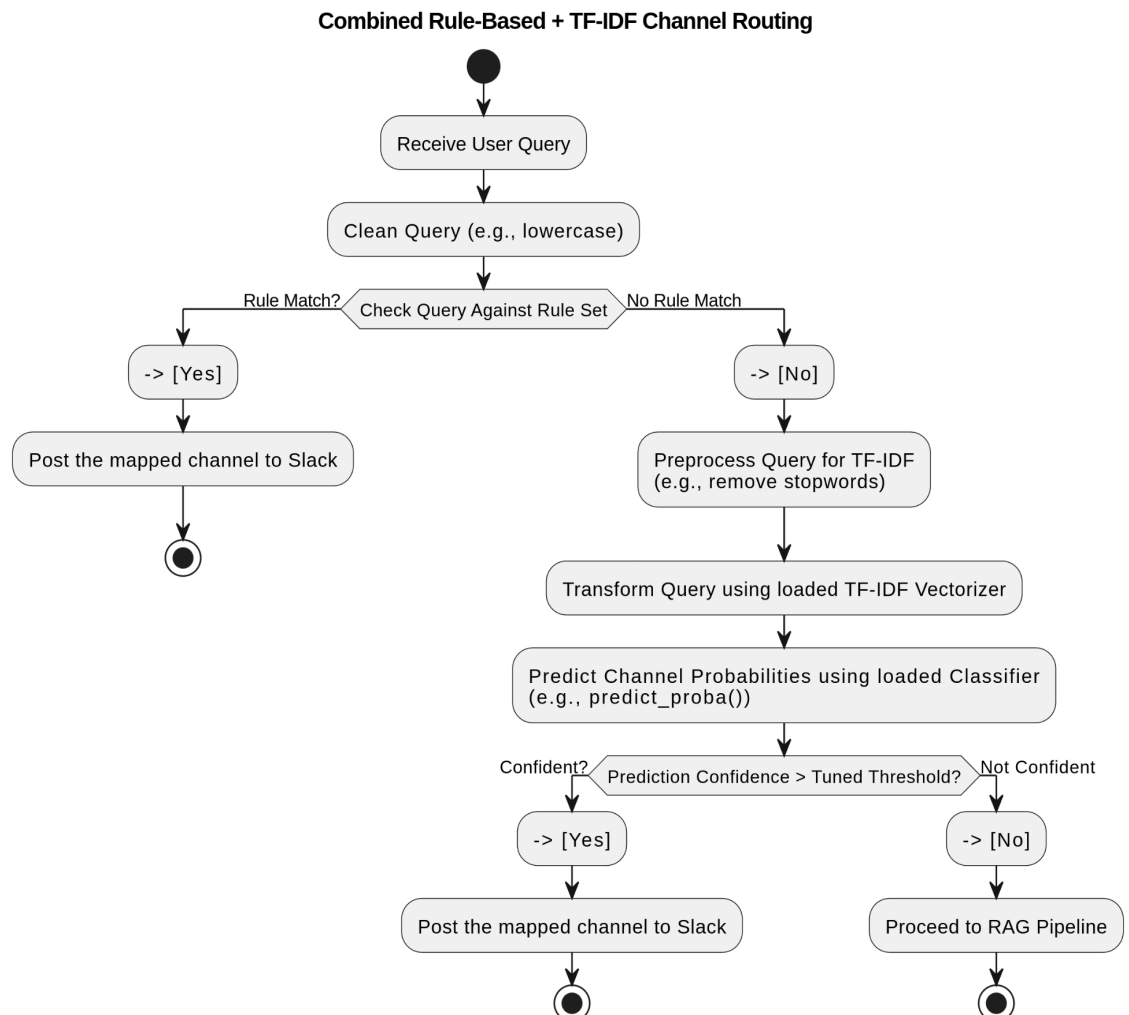 Combined Rule-Based + TF-IDF Channel Routing
Receive User Query
Clean Query (e.g., lowercase)
Rule Match?
Check Query Against Rule Set
No Rule Match
-> [Yes]
-> [No]
Post the mapped channel to Slack
Preprocess Query for TF-IDF
(e.g., remove stopwords)
Transform Query using loaded TF-IDF Vectorizer
Predict Channel Probabilities using loaded Classifier
(e.g., predict_proba())
Confident?
Prediction Confidence > Tuned Threshold?
Not Confident
-> [Yes]
-> [No]
Post the mapped channel to Slack
Proceed to RAG Pipeline